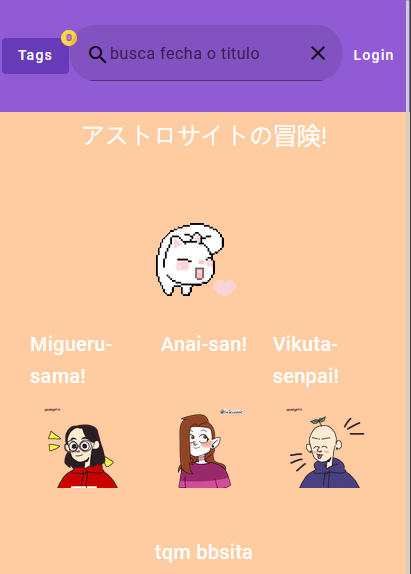 0
Tags
busca fecha o titulo
Login
アストロサイトの冒険!
Migueru-
sama!
Anai-san!
Vikuta-
senpai!
tqm bbsita